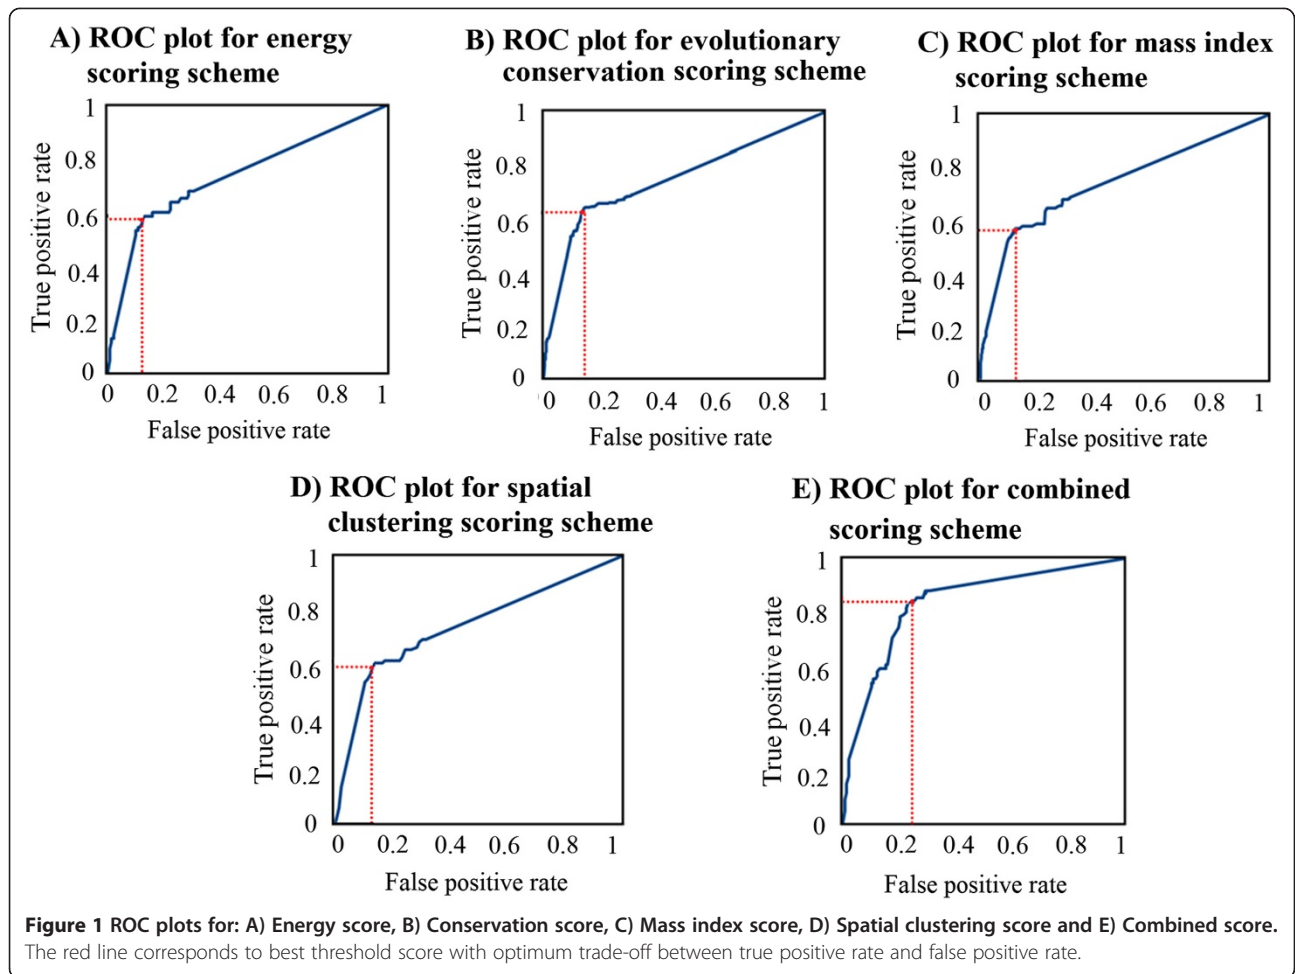 A) ROC plot for energy
scoring scheme
1
0.8
0.6
0.4
0.2
0
True positive rate
0 0.2 0.4 0.6 0.8 1
False positive rate
B) ROC plot for evolutionary
conservation scoring scheme
1
0.8
0.6
0.4
0.2
0
True positive rate
0 0.2 0.4 0.6 0.8 1
False positive rate
C) ROC plot for mass index
scoring scheme
1
0.8
0.6
0.4
0.2
0
True positive rate
0 0.2 0.4 0.6 0.8 1
False positive rate
D) ROC plot for spatial
clustering scoring scheme
1
0.8
0.6
0.4
0.2
0
True positive rate
0 0.2 0.4 0.6 0.8 1
False positive rate
E) ROC plot for combined
scoring scheme
1
0.8
0.6
0.4
0.2
0
True positive rate
0 0.2 0.4 0.6 0.8 1
False positive rate
Figure 1 ROC plots for: A) Energy score, B) Conservation score, C) Mass index score, D) Spatial clustering score and E) Combined score.
The red line corresponds to best threshold score with optimum trade-off between true positive rate and false positive rate.